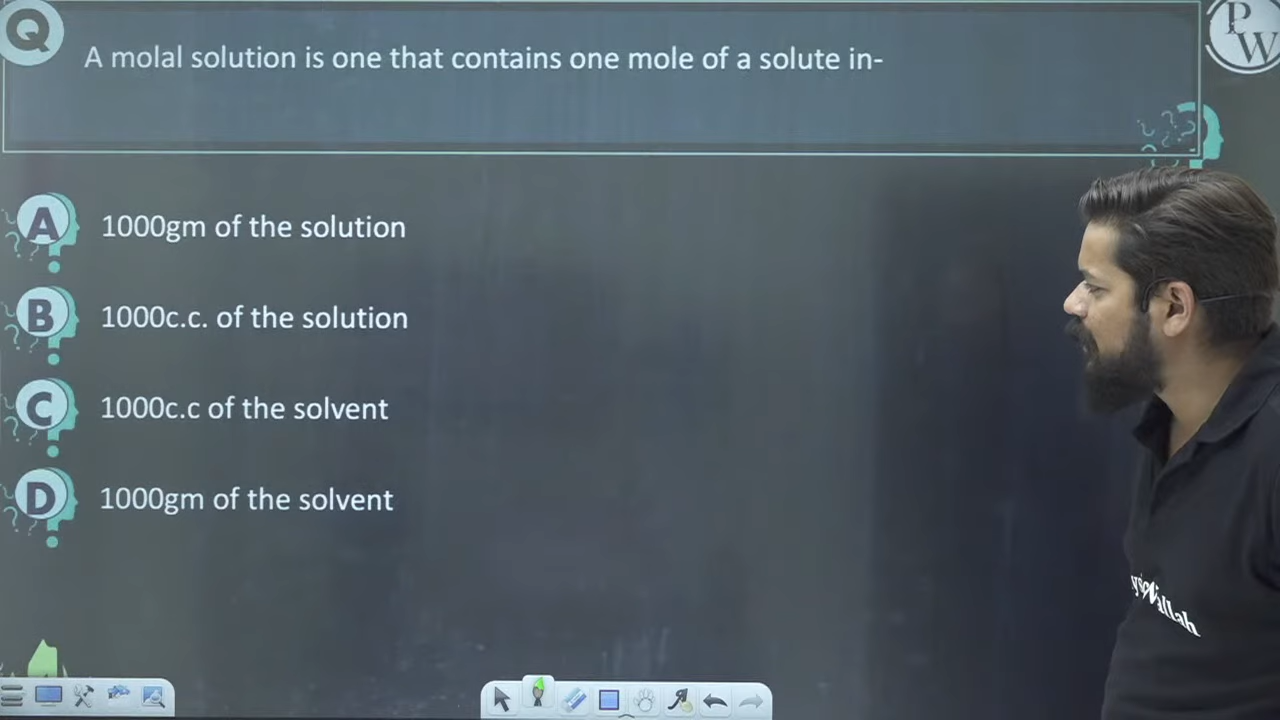 Q
A molal solution is one that contains one mole of a solute in-
P
W
A
1000gm of the solution
B
1000c.c. of the solution
C
1000c.c of the solvent
D
1000gm of the solvent